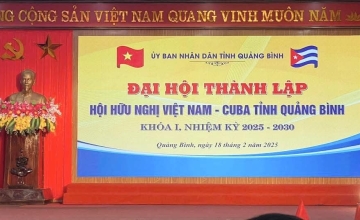 CỘNG SẢN VIỆT NAM QUANG VINH MUÔN NĂM
ỦY BAN NHÂN DÂN TỈNH QUẢNG BÌNH
ĐẠI HỘI THÀNH LẬP
HỘI HỮU NGHỊ VIỆT NAM - CUBA TỈNH QUẢNG BÌNH
KHÓA I, NHIỆM KỲ 2025 - 2030
Quảng Bình, ngày 18 tháng 2 năm 2025